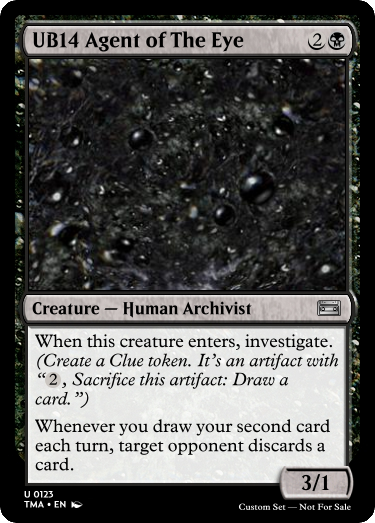 UB14 Agent of The Eye 2
Creature — Human Archivist
When this creature enters, investigate.
(Create a Clue token. It's an artifact with
“2, Sacrifice this artifact: Draw a
card.”)
Whenever you draw your second card
each turn, target opponent discards a
card.
3/1
U 0123
TMA • EN
Custom Set — Not For Sale